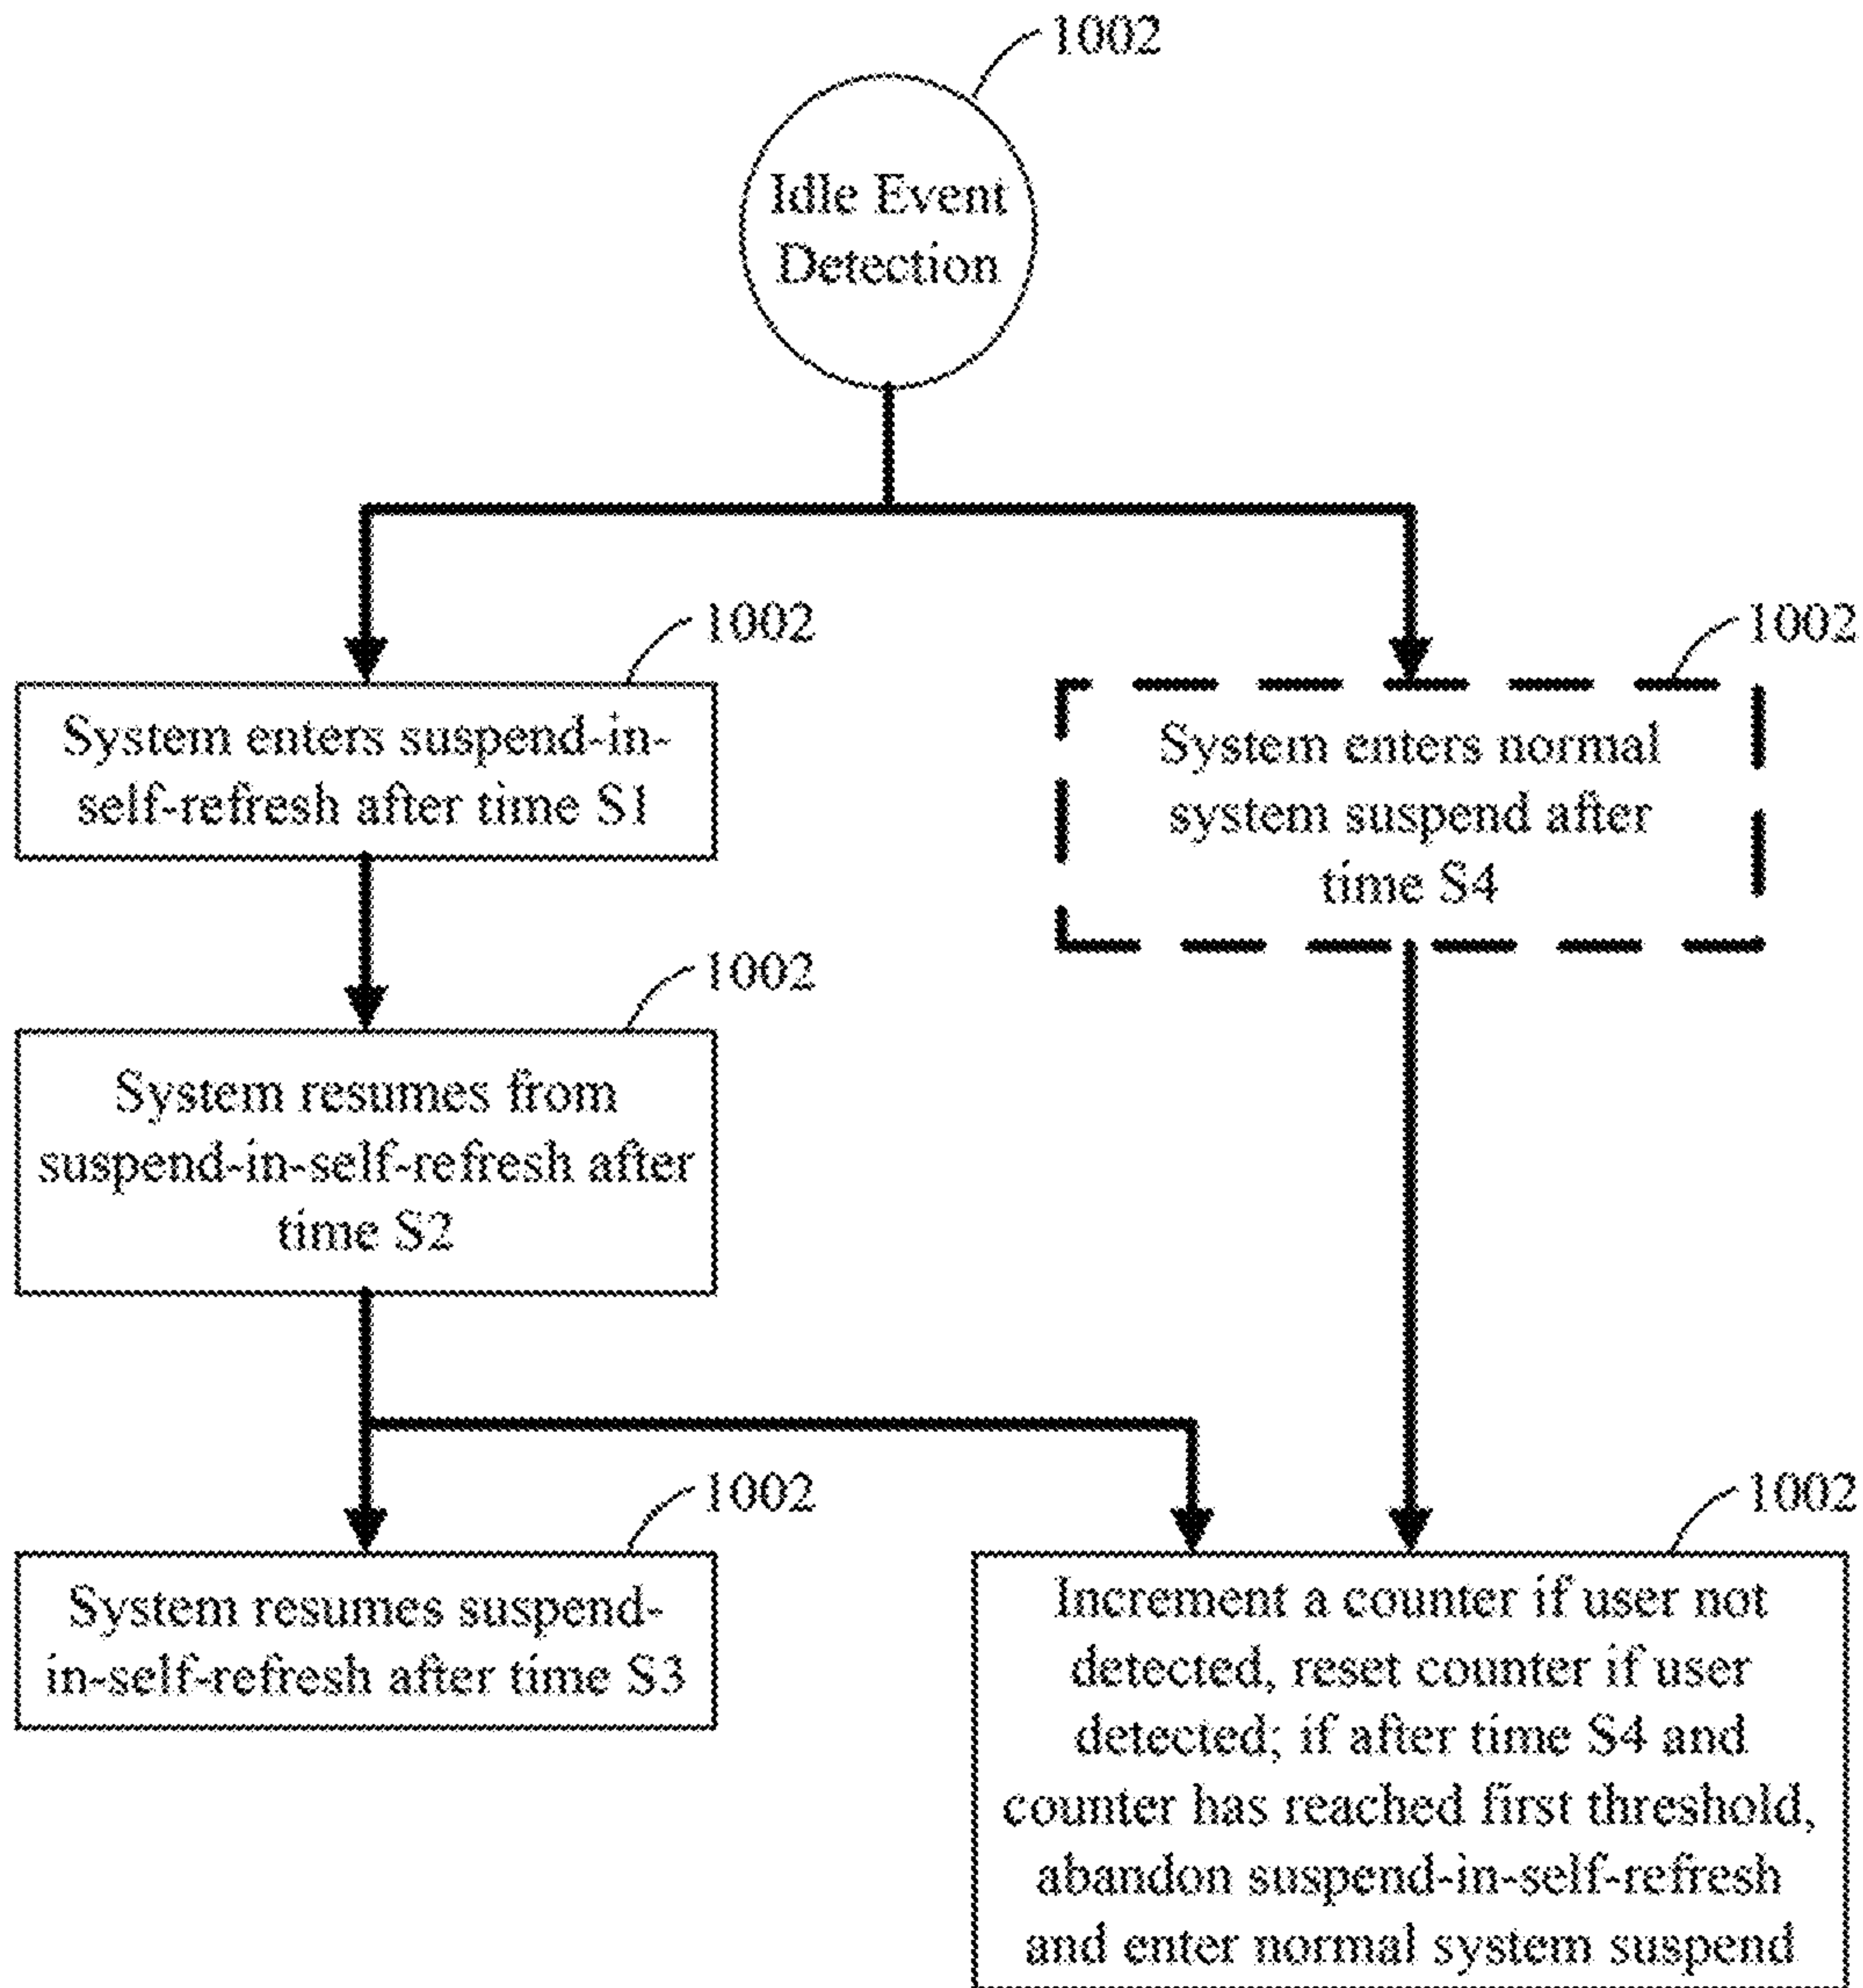 1002
Idle Event
Detection
1002
System enters suspend-in-
self-refresh after time S1
1002
System enters normal
system suspend after
time S4
1002
System resumes from
suspend-in-self-refresh after
time S2
1002
System resumes suspend-
in-self-refresh after time S3
1002
Increment a counter if user not
detected, reset counter if user
detected; if after time S4 and
counter has reached first threshold,
abandon suspend-in-self-refresh
and enter normal system suspend